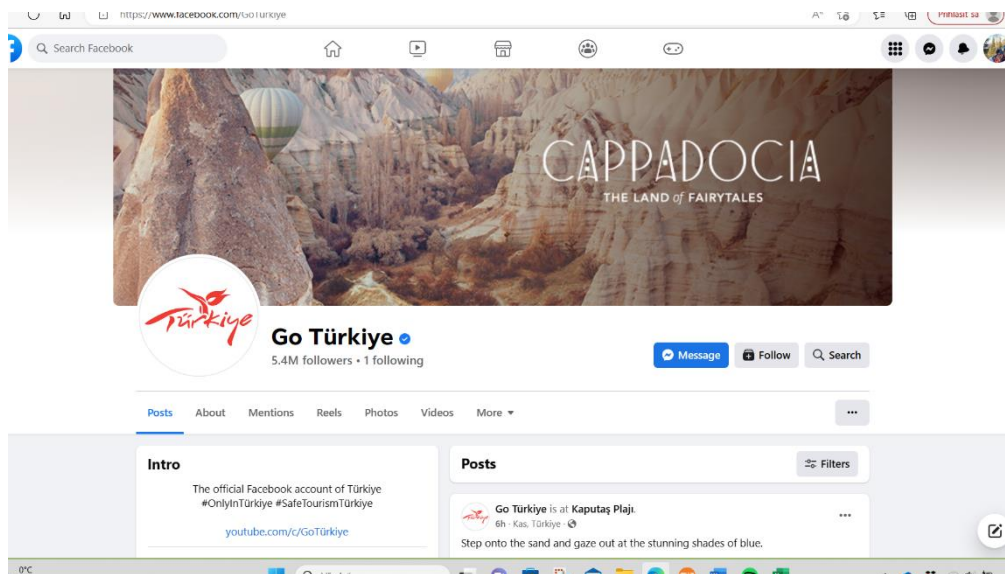 https://www.facebook.com/GoTurkiye
Prihlásiť sa
Search Facebook
CAPPADOCIA
THE LAND of FAIRYTALES
Türkiye
Go Türkiye
5.4M followers • 1 following
Message
Follow
Search
Posts
About
Mentions
Reels
Photos
Videos
More
Intro
The official Facebook account of Türkiye
#OnlyInTürkiye #SafeTourismTürkiye
youtube.com/c/GoTürkiye
Posts
Filters
Go Türkiye is at Kaputaş Plajı.
6h · Kas, Türkiye ·
Step onto the sand and gaze out at the stunning shades of blue.
0°C